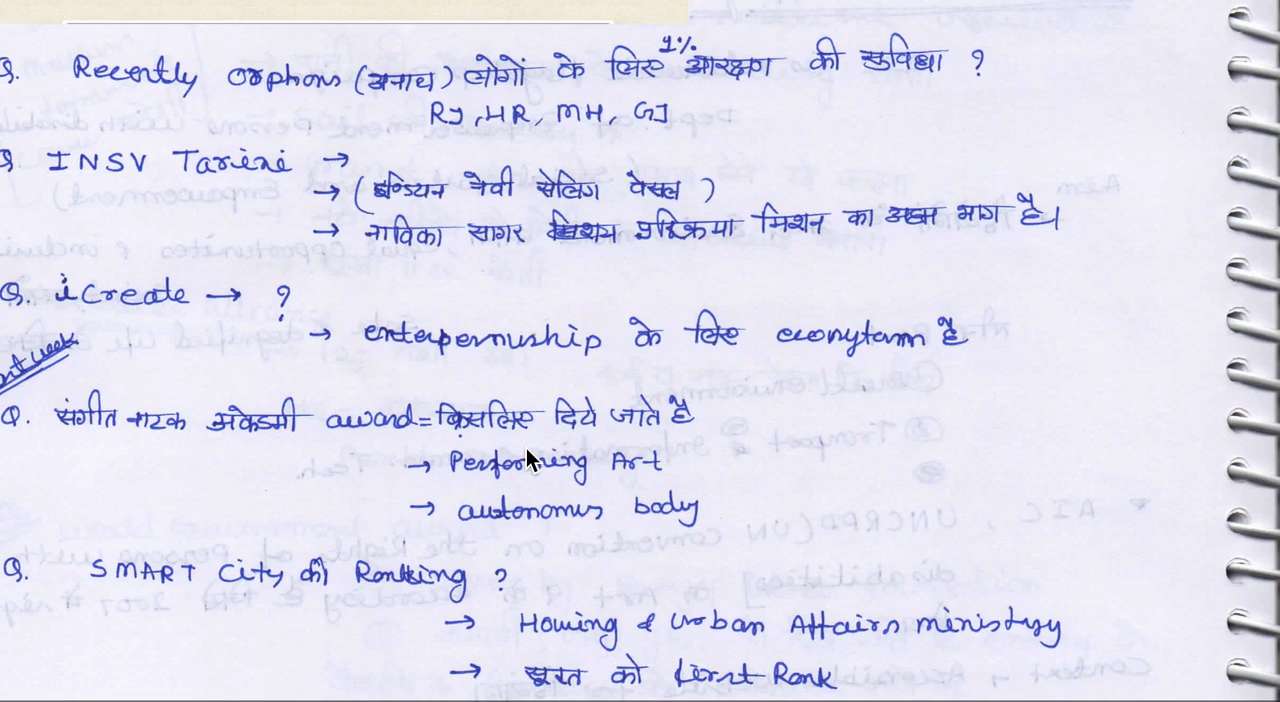 Q. Recently orphans (अनाथ) लोगों के लिए 1% आरक्षण की सुविधा ?
RJ, HR, MH, GJ
Q INSV Tarini →
→ (इण्डियन नेवी सेलिंग वेसल)
→ नाविका सागर परिक्रमा मिशन का अहम भाग है।
Q. iCreate → ?
→ enterpernuship के लिए econytam है
Q. संगीत नाटक अकेडमी award = किसलिए दिये जाते है
→ Performing Art
→ autonomus body
Q. SMART City की Ranking ?
→ Housing & Urban Affairs ministry
→ सूरत को first Rank